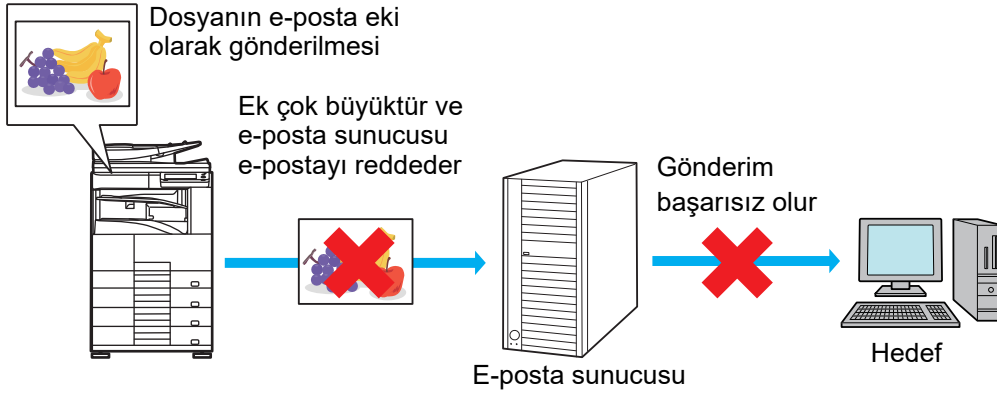 Dosyanın e-posta eki
olarak gönderilmesi
Ek çok büyüktür ve
e-posta sunucusu
e-postayı reddeder
Gönderim
başarısız olur
E-posta sunucusu
Hedef